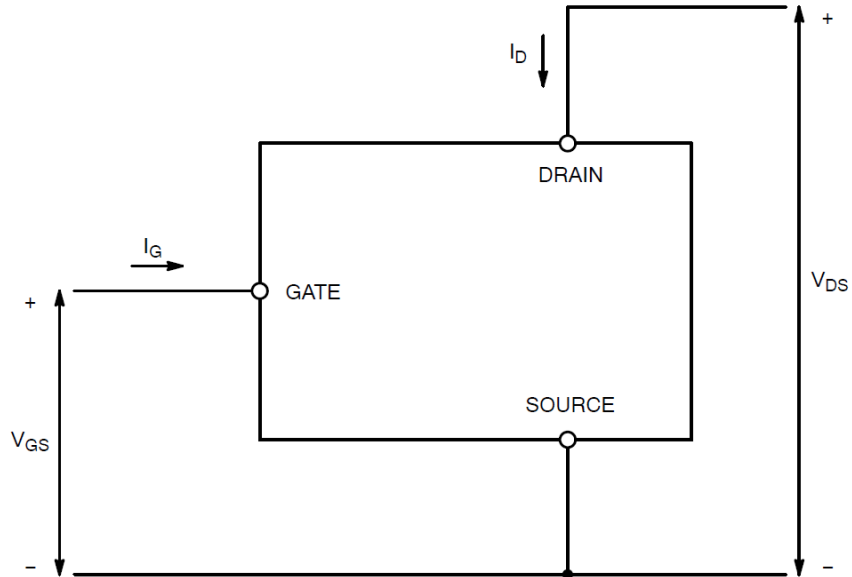 +
I_D
DRAIN
I_G
+
GATE
V_DS
SOURCE
V_GS
–
–